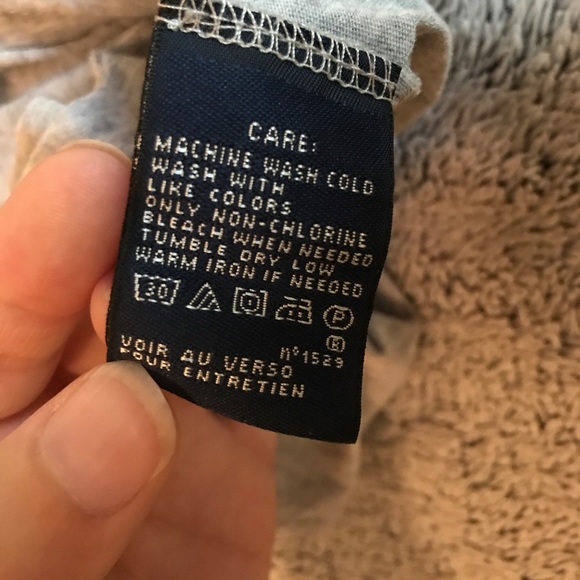 CARE:
MACHINE WASH COLD
WASH WITH
LIKE COLORS
ONLY NON-CHLORINE
BLEACH WHEN NEEDED
TUMBLE DRY LOW
WARM IRON IF NEEDED
30 P
K
n° 1529
VOIR AU VERSO
POUR ENTRETIEN